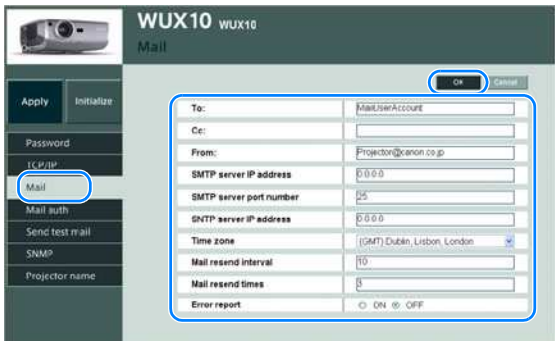 WUX10 WUX10
Mail
OK Cancel
Apply Initialize
Password
TCP/IP
Mail
Mail auth
Send test mail
SNMP
Projector name
To: MailUserAccount
Cc:
From: Projector@canon.co.jp
SMTP server IP address 0.0.0.0
SMTP server port number 25
SNTP server IP address 0.0.0.0
Time zone (GMT) Dublin, Lisbon, London
Mail resend interval 10
Mail resend times 3
Error report ON OFF